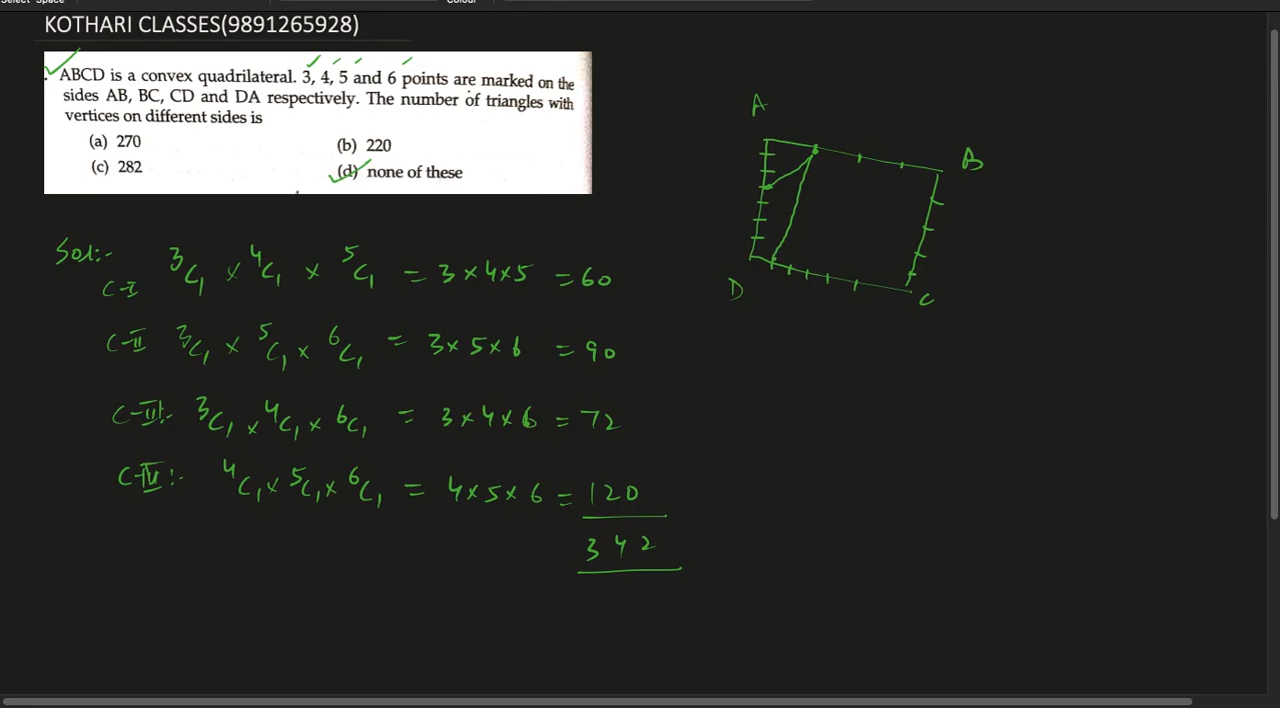 Select Space Colour
KOTHARI CLASSES(9891265928)
ABCD is a convex quadrilateral. 3, 4, 5 and 6 points are marked on the
sides AB, BC, CD and DA respectively. The number of triangles with
vertices on different sides is
(a) 270 (b) 220
(c) 282 (d) none of these
A
B
D
C
Sol:-
C-I ³C₁ × ⁴C₁ × ⁵C₁ = 3×4×5 = 60
C-II ³C₁ × ⁵C₁ × ⁶C₁ = 3×5×6 = 90
C-III:- ³C₁ × ⁴C₁ × ⁶C₁ = 3×4×6 = 72
C-IV:- ⁴C₁ × ⁵C₁ × ⁶C₁ = 4×5×6 = 120
342